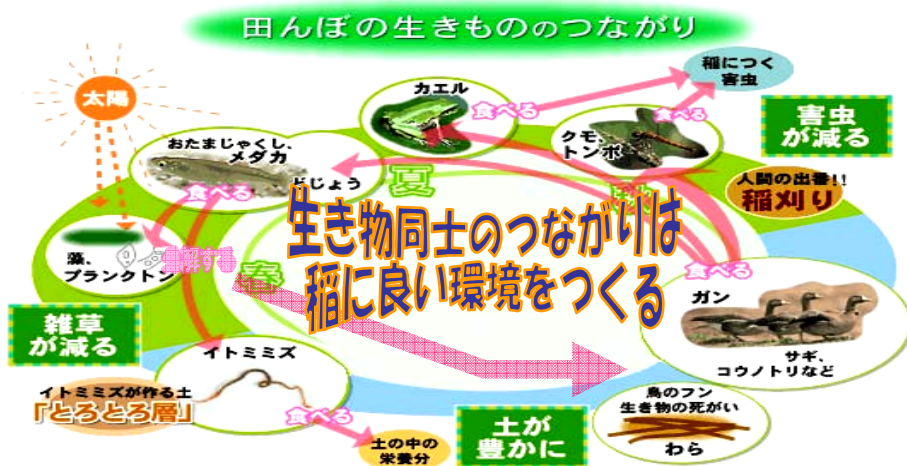 田んぼの生きもののつながり
太陽
おたまじゃくし、
メダカ
どじょう
食べる
カエル
食べる
稲につく
害虫
クモ、
トンボ
食べる
害虫
が減る
人間の出番!!
稲刈り
夏
生き物同士のつながりは
稲に良い環境をつくる
春
藻、
プランクトン
分解する
雑草
が減る
イトミミズ
イトミミズが作る土
「とろとろ層」
食べる
土の中の
栄養分
土が
豊かに
食べる
ガン
サギ、
コウノトリなど
鳥のフン
生き物の死がい
わら